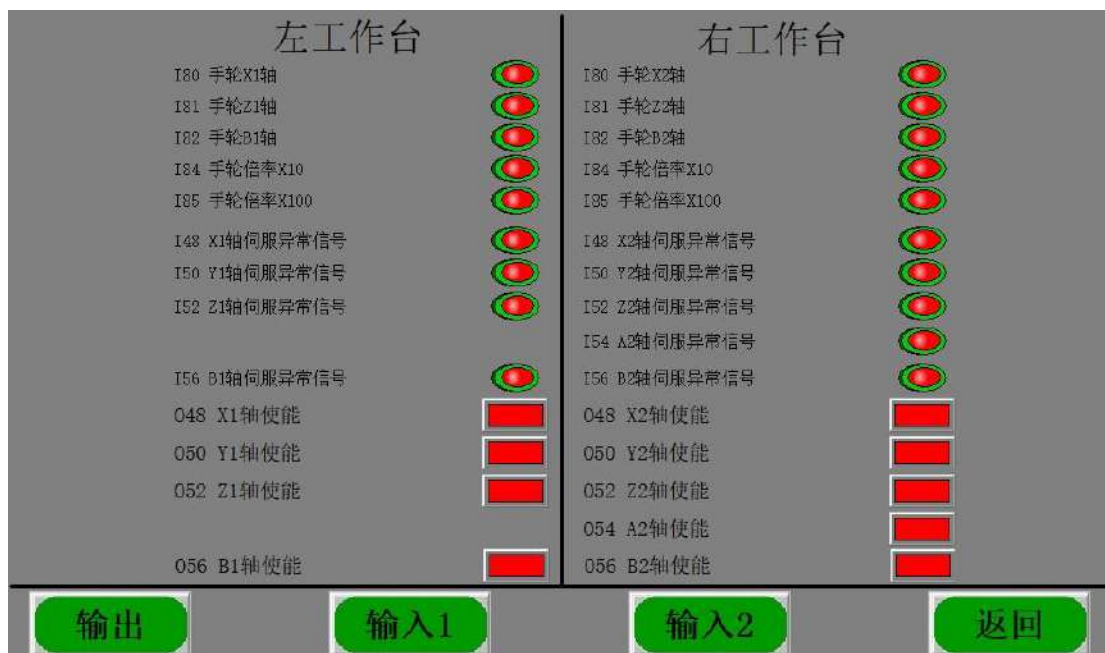 左工作台
I80 手轮X1轴
I81 手轮Z1轴
I82 手轮B1轴
I84 手轮倍率X10
I85 手轮倍率X100
I48 X1轴伺服异常信号
I50 Y1轴伺服异常信号
I52 Z1轴伺服异常信号
I56 B1轴伺服异常信号
O48 X1轴使能
O50 Y1轴使能
O52 Z1轴使能
O56 B1轴使能
右工作台
I80 手轮X2轴
I81 手轮Z2轴
I82 手轮B2轴
I84 手轮倍率X10
I85 手轮倍率X100
I48 X2轴伺服异常信号
I50 Y2轴伺服异常信号
I52 Z2轴伺服异常信号
I54 A2轴伺服异常信号
I56 B2轴伺服异常信号
O48 X2轴使能
O50 Y2轴使能
O52 Z2轴使能
O54 A2轴使能
O56 B2轴使能
输出
输入1
输入2
返回